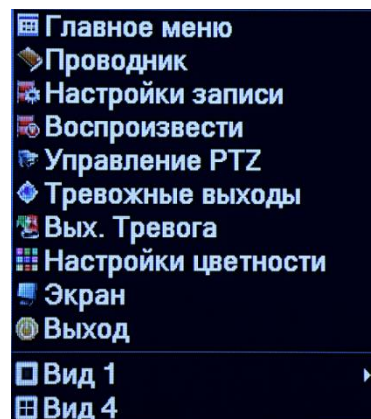 Главное меню
Проводник
Настройки записи
Воспроизвести
Управление PTZ
Тревожные выходы
Вых. Тревога
Настройки цветности
Экран
Выход
Вид 1
Вид 4